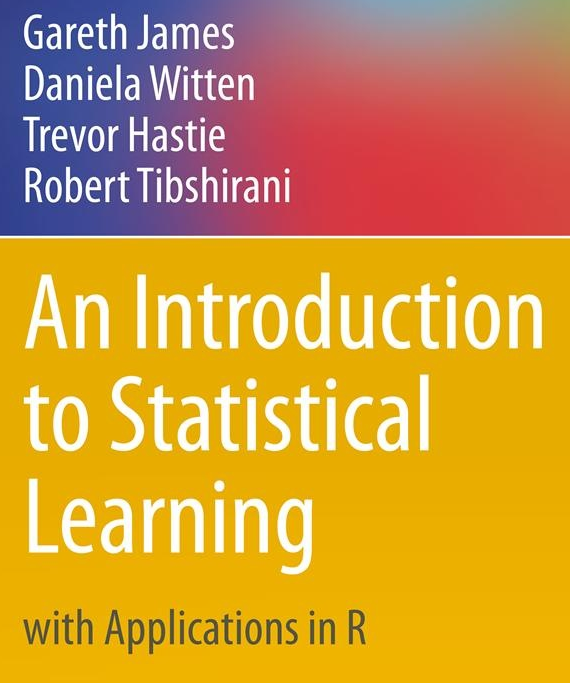 Gareth James
Daniela Witten
Trevor Hastie
Robert Tibshirani
An Introduction
to Statistical
Learning
with Applications in R